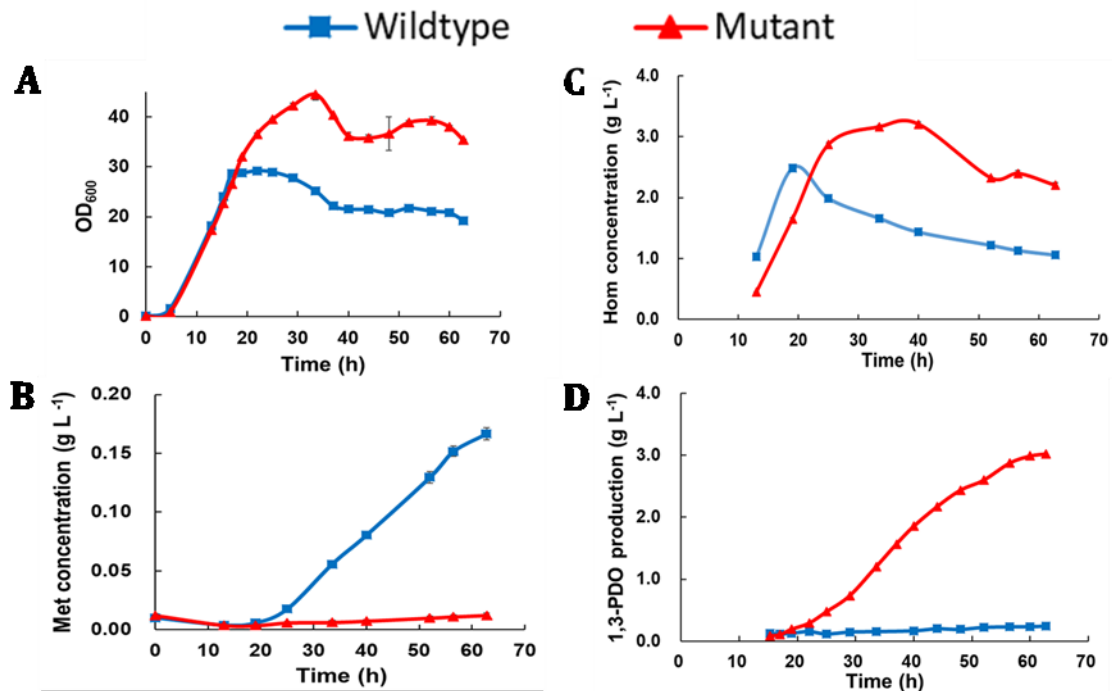 Wildtype Mutant
A
OD600
40
30
20
10
0
0 10 20 30 40 50 60 70
Time (h)
C
Hom concentration (g L-1)
4.0
3.0
2.0
1.0
0.0
0 10 20 30 40 50 60 70
Time (h)
B
Met concentration (g L -1)
0.20
0.15
0.10
0.05
0.00
0 10 20 30 40 50 60 70
Time (h)
D
1,3-PDO production (g L-1)
4.0
3.0
2.0
1.0
0.0
0 10 20 30 40 50 60 70
Time (h)